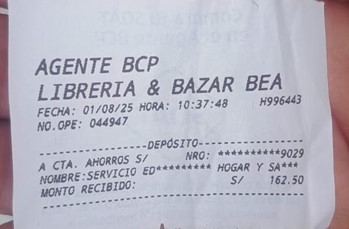 AGENTE BCP
LIBRERIA & BAZAR BEA
FECHA: 01/08/25 HORA: 10:37:48 H996443
NO.OPE: 044947
--------------------DEPÓSITO--------------------
A CTA. AHORROS S/ NRO: **********9029
NOMBRE:SERVICIO ED********* HOGAR Y SA***
MONTO RECIBIDO: S/ 162.50